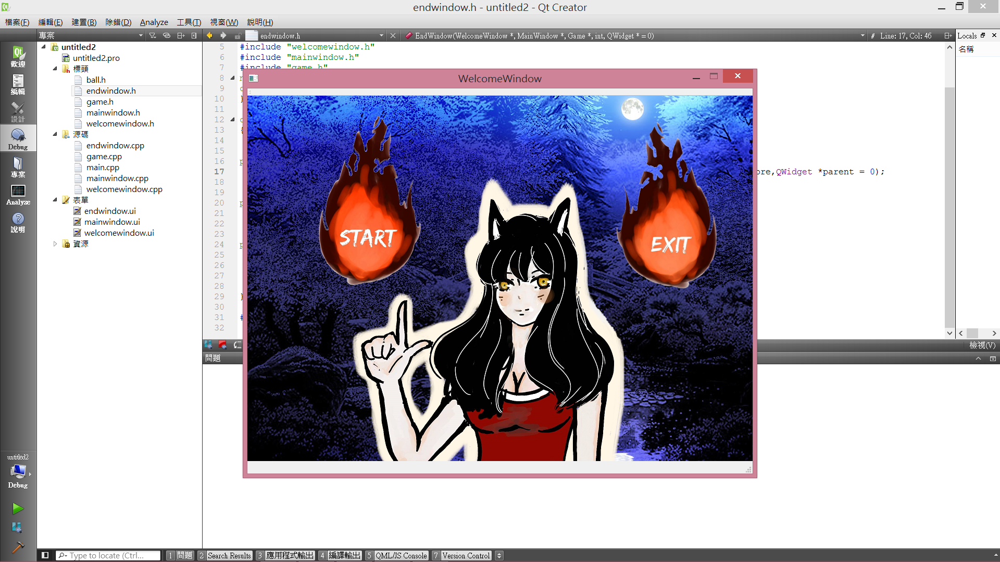 endwindow.h - untitled2 - Qt Creator
檔案(F) 編輯(E) 建置(B) 除錯(D) Analyze 工具(T) 視窗(W) 說明(H)
專案
endwindow.h
EndWindow(WelcomeWindow *, MainWindow *, Game *, int, QWidget * = 0)
# Line: 17, Col: 46
Locals
名稱
歡迎
編輯
設計
Debug
專案
Analyze
說明
untitled2
Debug
untitled2
untitled2.pro
標頭
ball.h
endwindow.h
game.h
mainwindow.h
welcomewindow.h
源碼
endwindow.cpp
game.cpp
main.cpp
mainwindow.cpp
welcomewindow.cpp
表單
endwindow.ui
mainwindow.ui
welcomewindow.ui
資源
5 #include "welcomewindow.h"
6 #include "mainwindow.h"
7 #include "game.h"
8
9
10 }
11
12
13 {
14
15
16 p
17 ore,QWidget *parent = 0);
18
19
20 p
21
22
23
24 p
25
26
27
28
29 }
30
31 #
32
WelcomeWindow
START
EXIT
檢視(V)
問題
Type to locate (Ctrl...
1 問題 2 Search Results 3 應用程式輸出 4 編譯輸出 5 QML/JS Console 7 Version Control